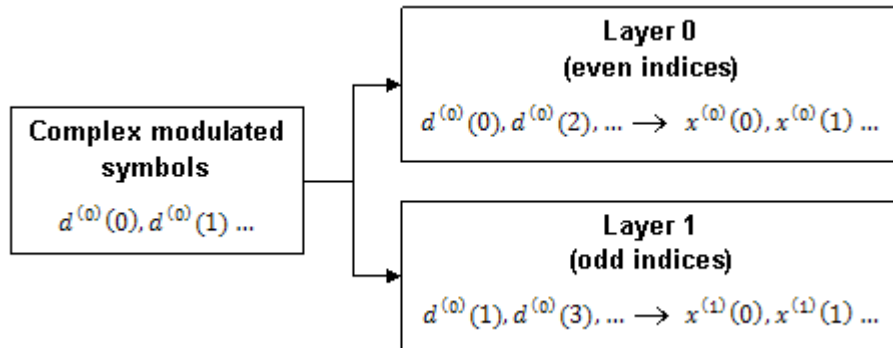 Complex modulated
symbols
d⁽⁰⁾(0), d⁽⁰⁾(1) ...
Layer 0
(even indices)
d⁽⁰⁾(0), d⁽⁰⁾(2), ... → x⁽⁰⁾(0), x⁽⁰⁾(1) ...
Layer 1
(odd indices)
d⁽⁰⁾(1), d⁽⁰⁾(3), ... → x⁽¹⁾(0), x⁽¹⁾(1) ...